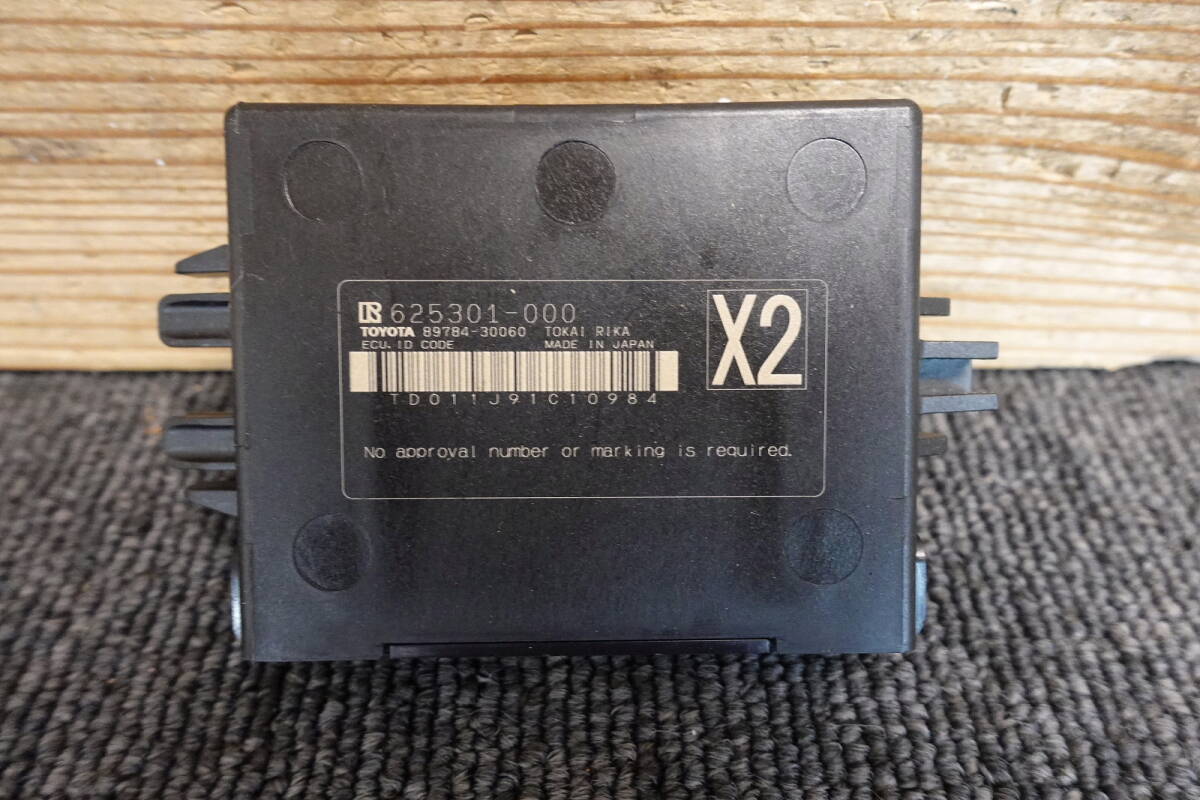 R 625301-000
TOYOTA 89784-30060 TOKAI RIKA
ECU.ID CODE MADE IN JAPAN
X2
TD011J91C10984
No approval number or marking is required.